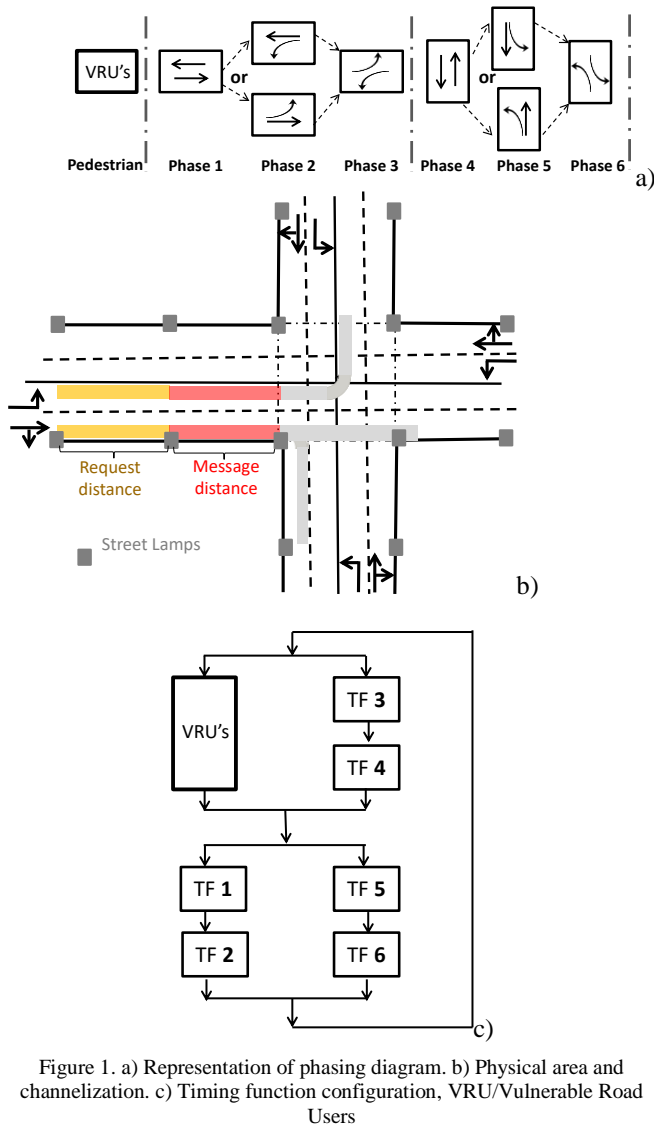 VRU's
or
or
Pedestrian Phase 1 Phase 2 Phase 3 Phase 4 Phase 5 Phase 6
a)
Request
distance
Message
distance
Street Lamps
b)
VRU's
TF 3
TF 4
TF 1
TF 5
TF 2
TF 6
c)
Figure 1. a) Representation of phasing diagram. b) Physical area and
channelization. c) Timing function configuration, VRU/Vulnerable Road
Users